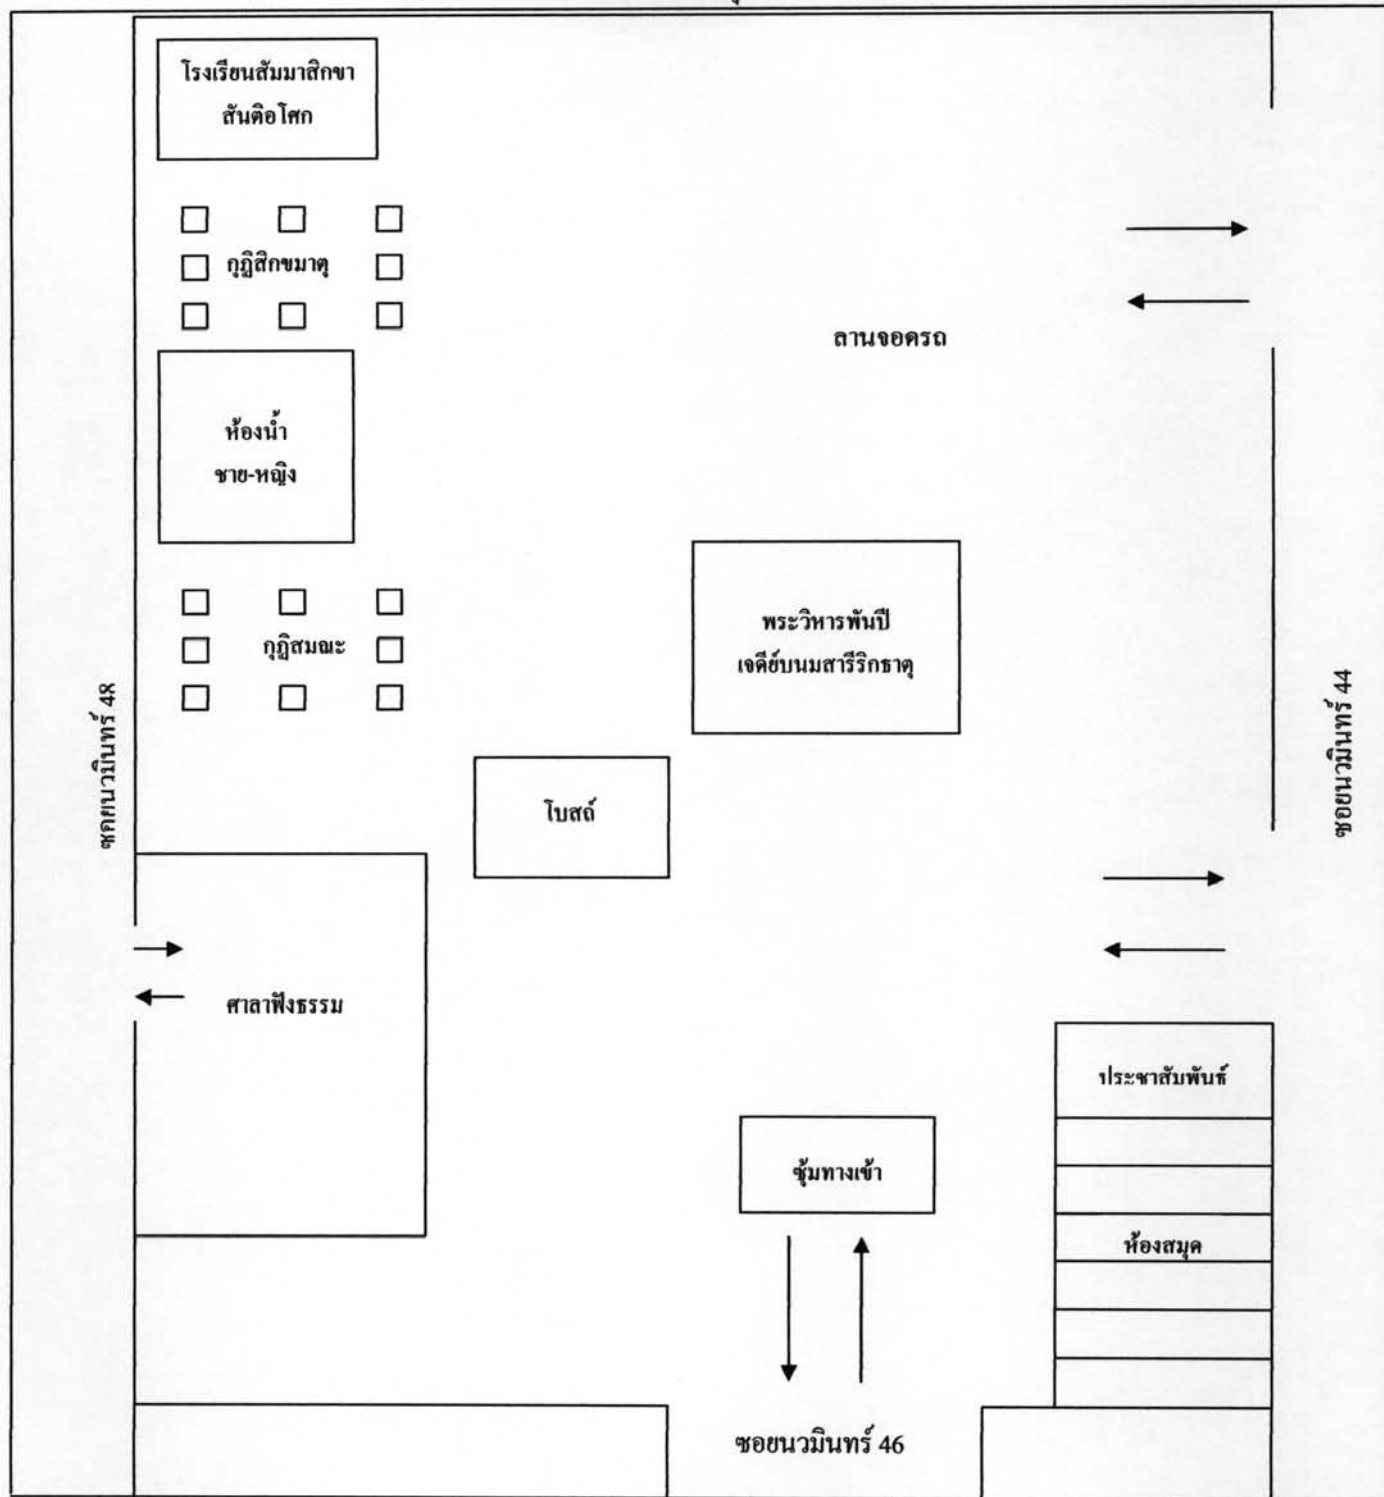 โรงเรียนสัมมาสิกขา
สันติอโศก
กุฏิสิกขมาตุ
ลานจอดรถ
ห้องน้ำ
ชาย-หญิง
พระวิหารพันปี
เจดีย์บนมสารีริกธาตุ
กุฏิสมณะ
ซอยนวมินทร์ 48
ซอยนวมินทร์ 44
โบสถ์
ศาลาฟังธรรม
ประชาสัมพันธ์
ซุ้มทางเข้า
ห้องสมุด
ซอยนวมินทร์ 46